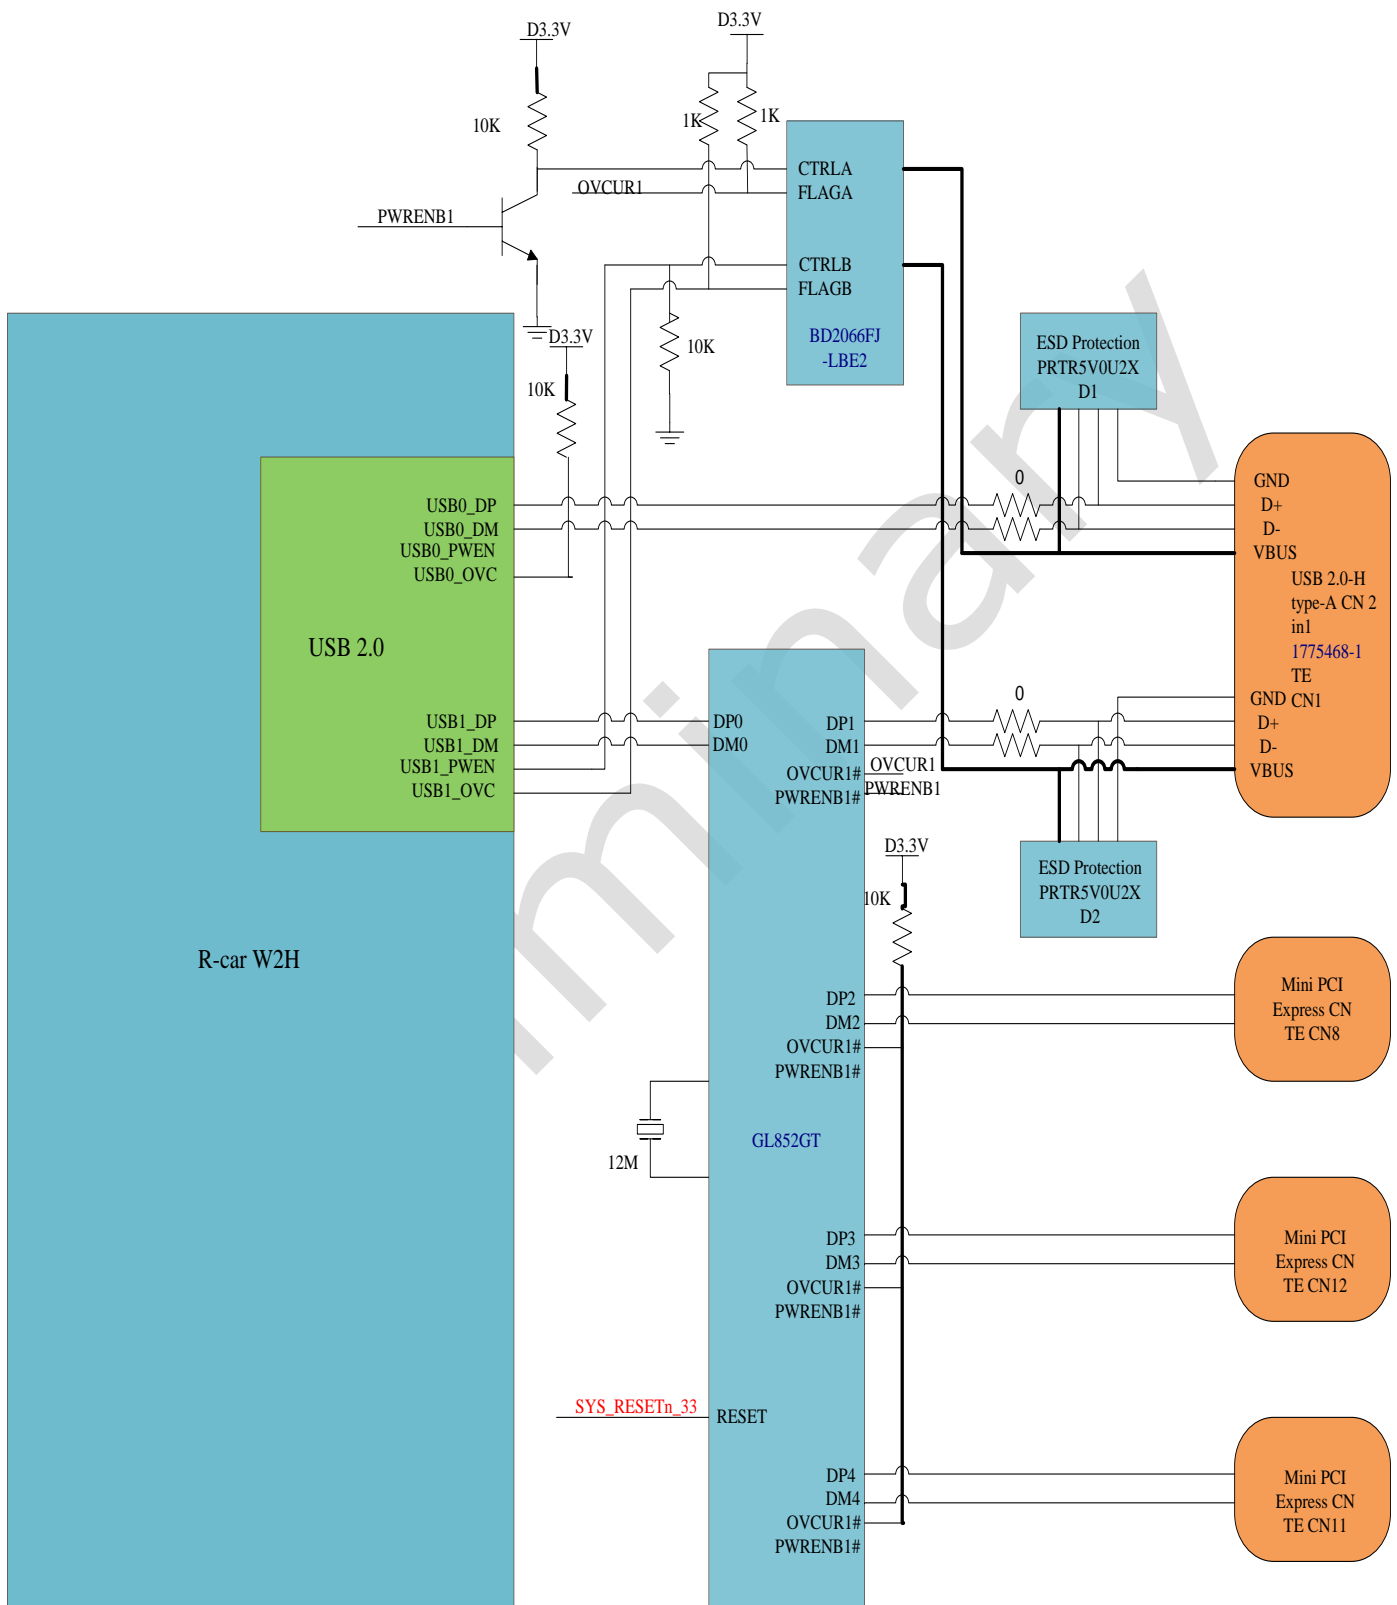 D3.3V
D3.3V
10K
1K
1K
CTRLA
OVCUR1
FLAGA
PWRENB1
CTRLB
FLAGB
BD2066FJ
-LBE2
D3.3V
10K
10K
ESD Protection
PRTR5V0U2X
D1
USB0_DP
USB0_DM
USB0_PWEN
USB0_OVC
USB 2.0
0
GND
D+
D-
VBUS
USB 2.0-H
type-A CN 2
in1
1775468-1
TE
CN1
GND
D+
D-
VBUS
USB1_DP
USB1_DM
USB1_PWEN
USB1_OVC
DP0
DM0
DP1
DM1
OVCUR1#
PWRENB1#
OVCUR1
PWRENB1
0
ESD Protection
PRTR5V0U2X
D2
D3.3V
10K
R-car W2H
DP2
DM2
OVCUR1#
PWRENB1#
Mini PCI
Express CN
TE CN8
12M
GL852GT
DP3
DM3
OVCUR1#
PWRENB1#
Mini PCI
Express CN
TE CN12
SYS_RESETn_33
RESET
DP4
DM4
OVCUR1#
PWRENB1#
Mini PCI
Express CN
TE CN11
minary